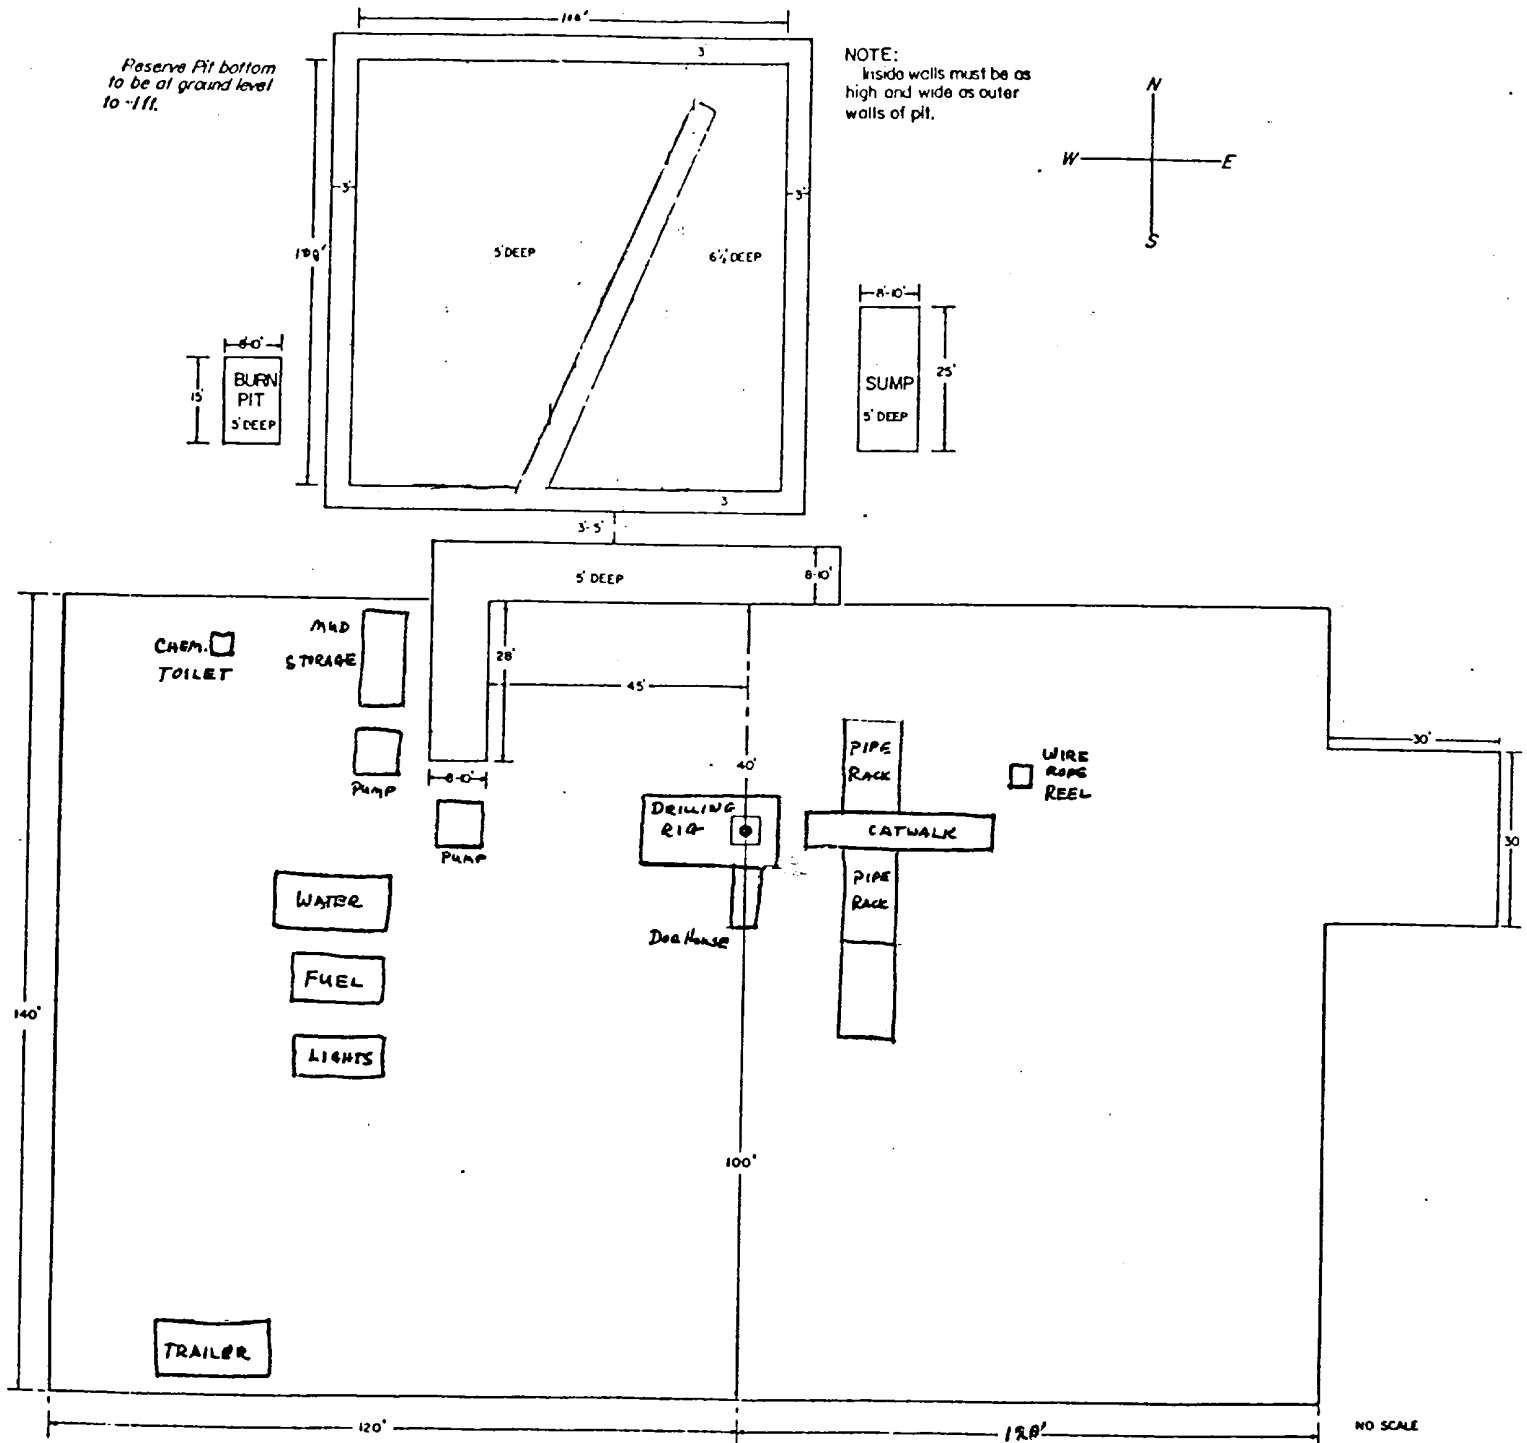 Reserve Pit bottom
to be at ground level
to -1ft.
3
NOTE:
Inside walls must be as
high and wide as outer
walls of pit.
N
W
E
S
3'
3'
5' DEEP
6½' DEEP
8-10'
25'
SUMP
5' DEEP
8-10'
15'
BURN
PIT
5' DEEP
3
3'-5'
5' DEEP
8-10'
CHEM.
TOILET
MUD
STORAGE
28'
45'
40'
PUMP
8-10'
PUMP
DRILLING
RIG
PIPE
RACK
CATWALK
PIPE
RACK
WIRE
ROPE
REEL
30'
30
WATER
DOGHOUSE
FUEL
LIGHTS
140'
100'
TRAILER
120'
NO SCALE